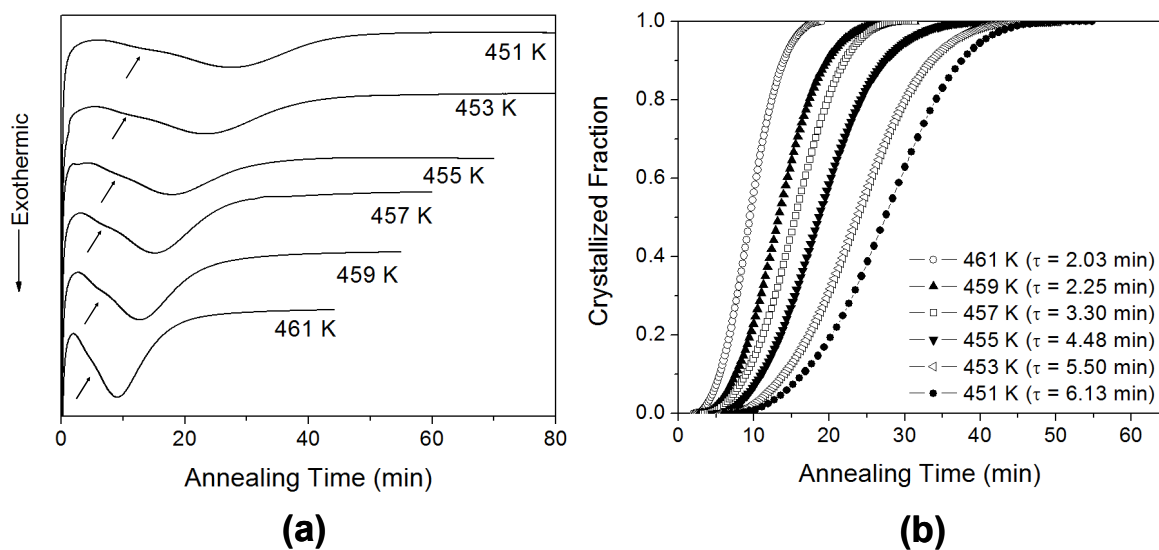 Exothermic
451 K
453 K
455 K
457 K
459 K
461 K
0 20 40 60 80
Annealing Time (min)
(a)
Crystallized Fraction
1.0
0.8
0.6
0.4
0.2
0.0
461 K (τ = 2.03 min)
459 K (τ = 2.25 min)
457 K (τ = 3.30 min)
455 K (τ = 4.48 min)
453 K (τ = 5.50 min)
451 K (τ = 6.13 min)
0 10 20 30 40 50 60
Annealing Time (min)
(b)